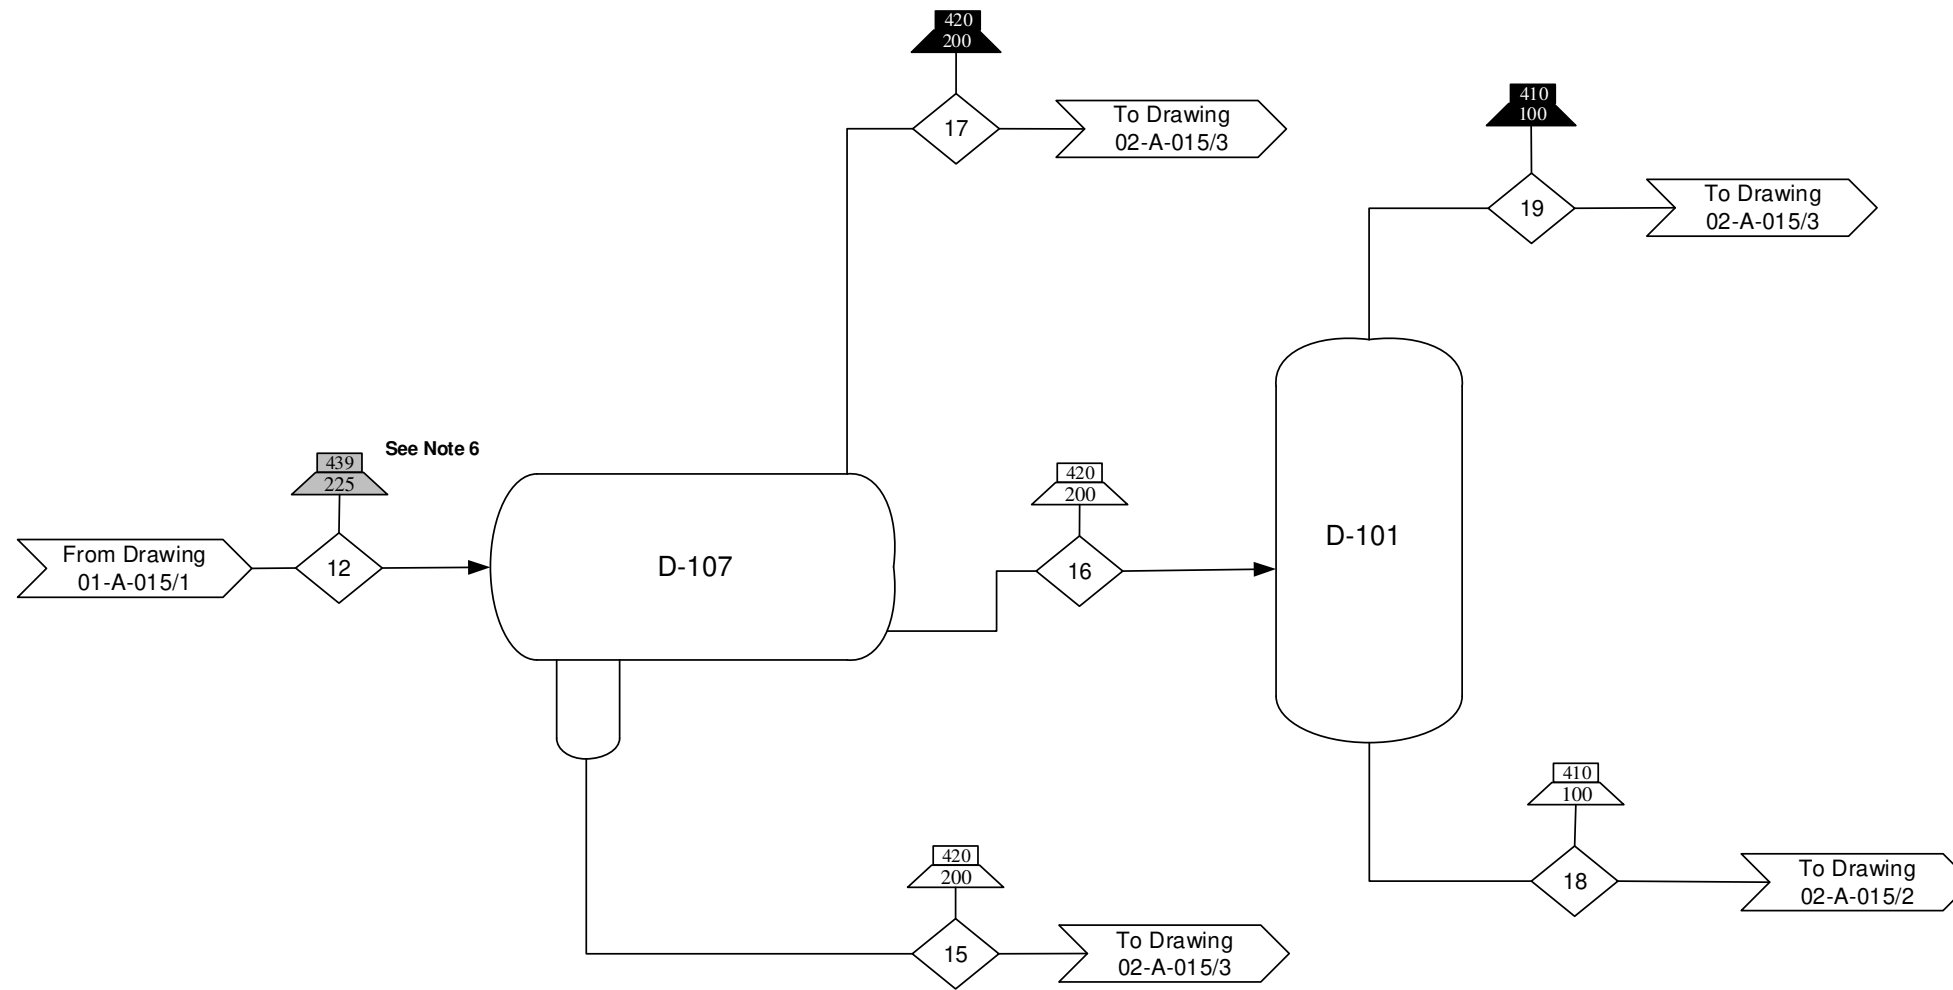 420
200
17
To Drawing
02-A-015/3
410
100
19
To Drawing
02-A-015/3
See Note 6
439
225
From Drawing
01-A-015/1
12
D-107
420
200
16
D-101
410
100
18
To Drawing
02-A-015/2
420
200
15
To Drawing
02-A-015/3